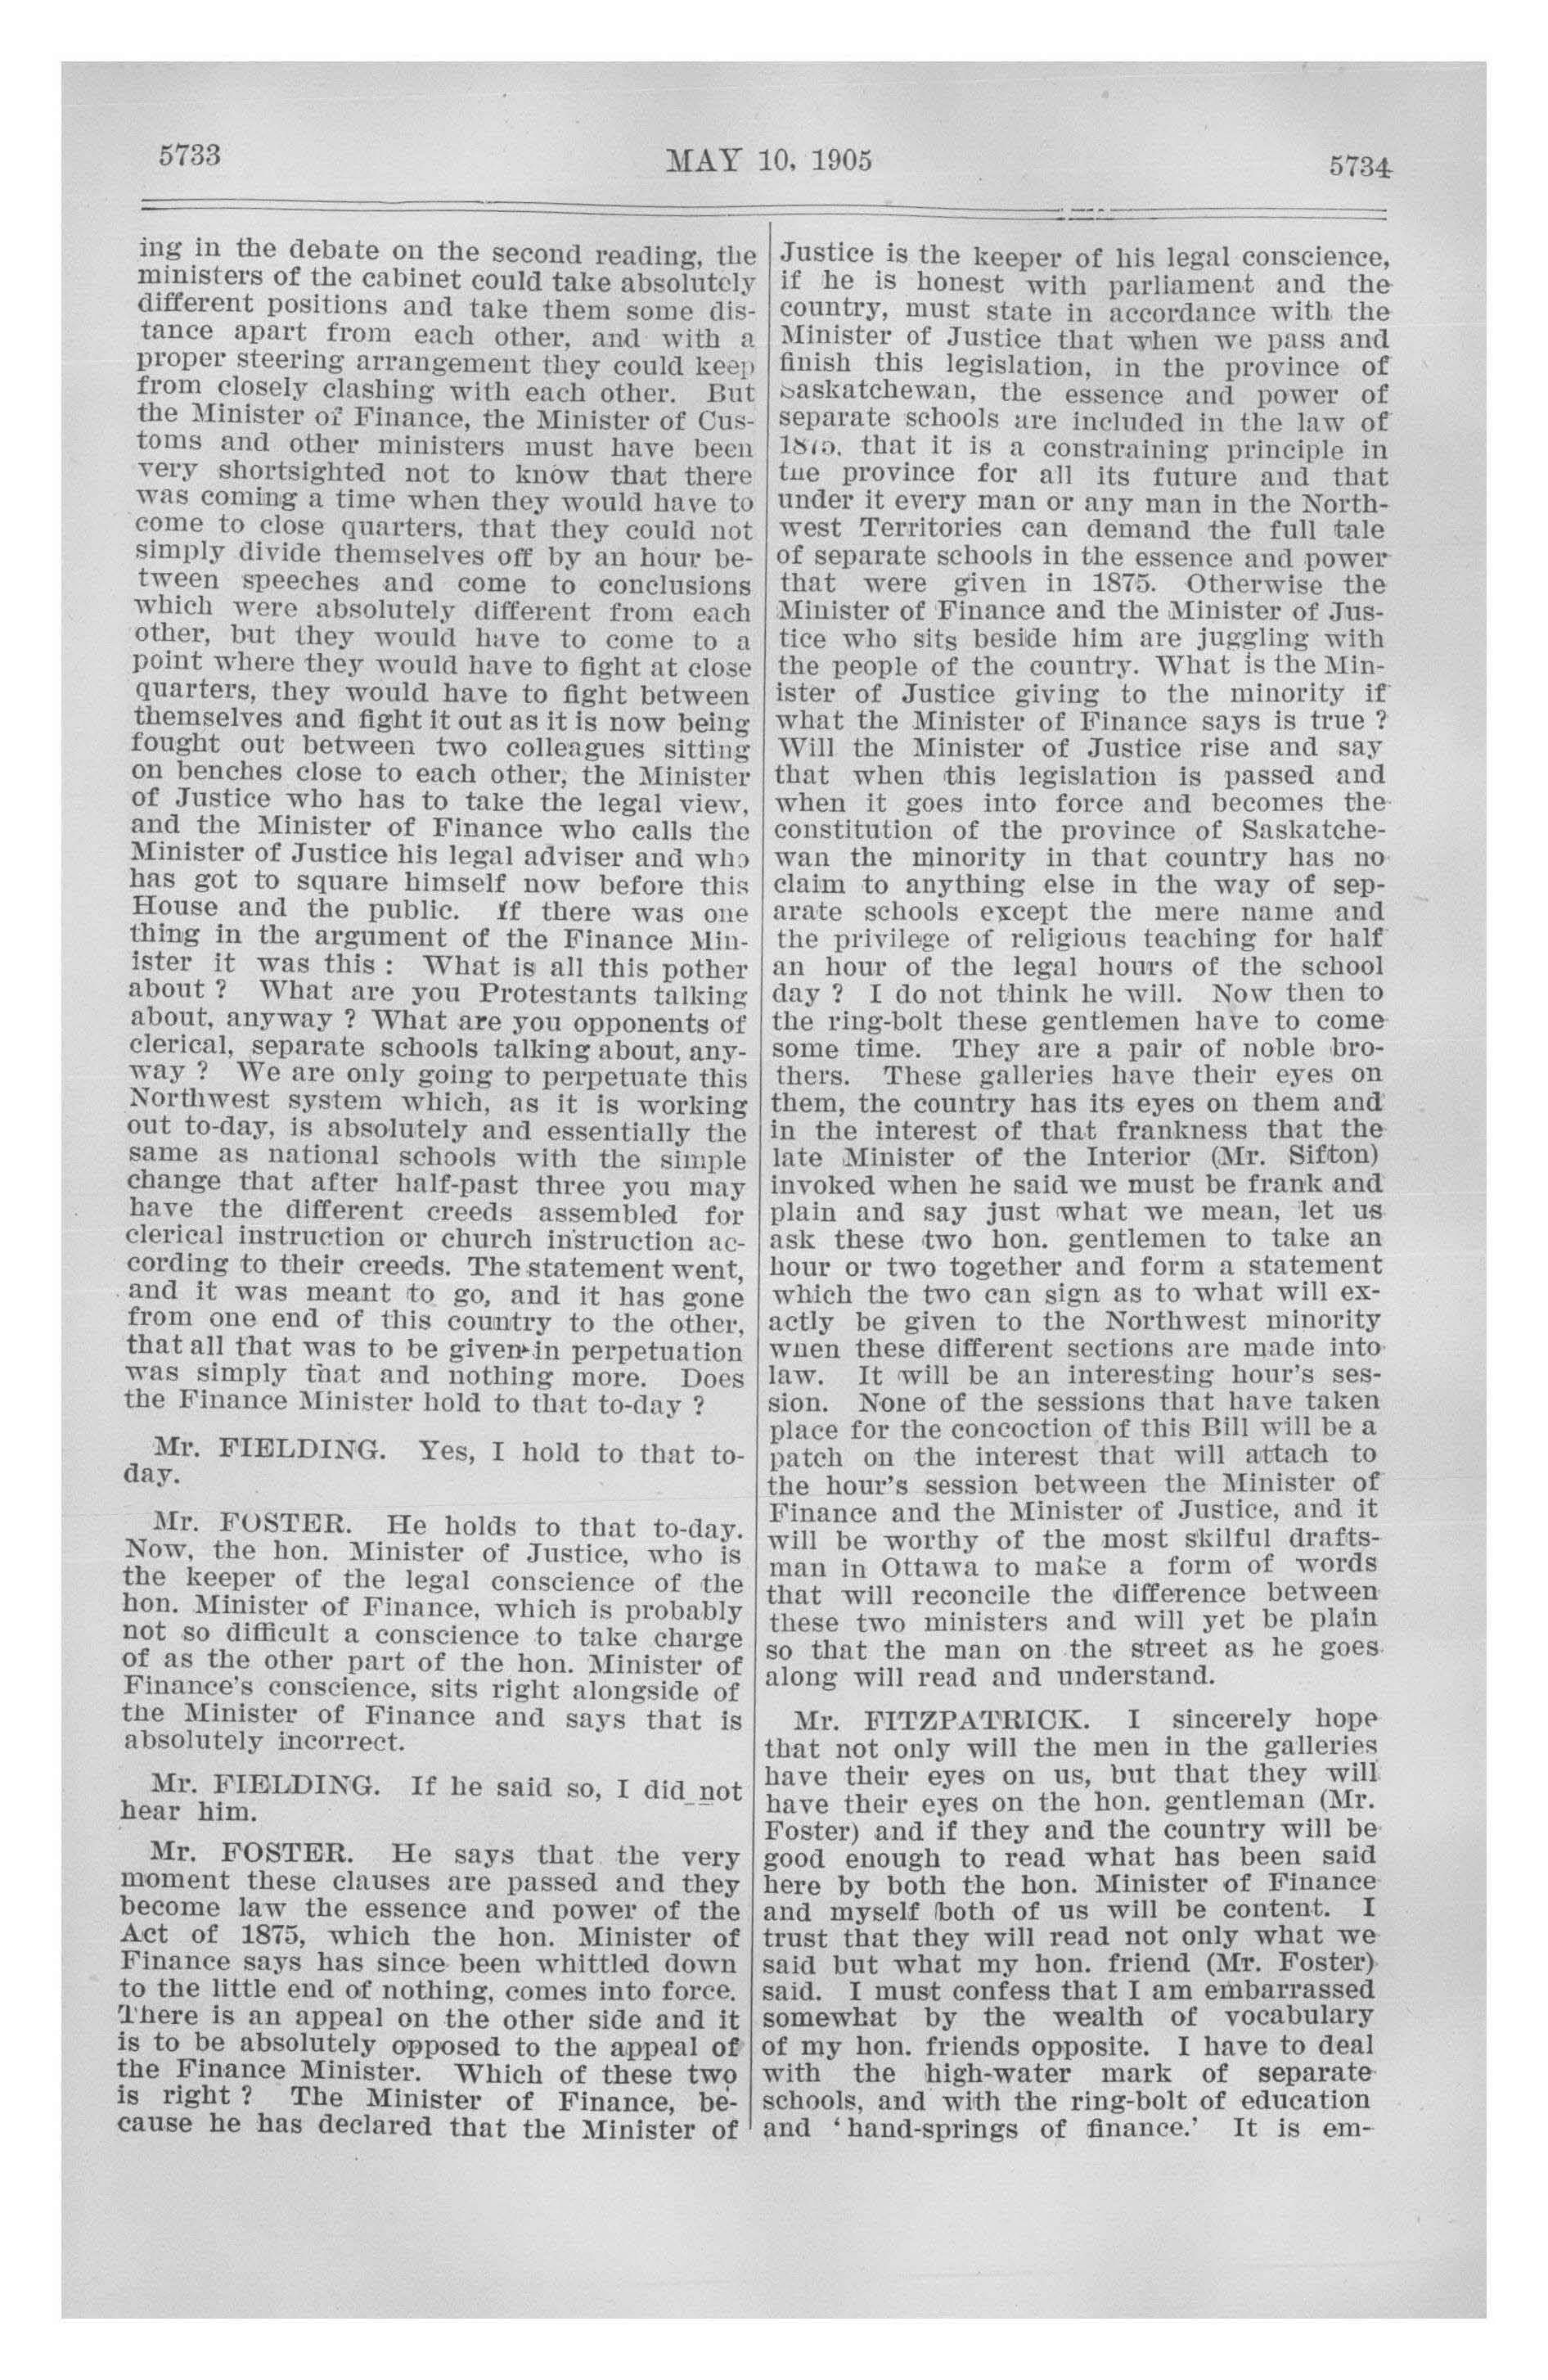 5733
MAY 10, 1905
5734
ing in the debate on the second reading, the
ministers of the cabinet could take absolutely
different positions and take them some dis-
tance apart from each other, and with a
proper steering arrangement they could keep
from closely clashing with each other. But
the Minister of Finance, the Minister of Cus-
toms and other ministers must have been
very shortsighted not to know that there
was coming a time when they would have to
come to close quarters, that they could not
simply divide themselves off by an hour be-
tween speeches and come to conclusions
which were absolutely different from each
other, but they would have to come to a
point where they would have to fight at close
quarters, they would have to fight between
themselves and fight it out as it is now being
fought out between two colleagues sitting
on benches close to each other, the Minister
of Justice who has to take the legal view,
and the Minister of Finance who calls the
Minister of Justice his legal adviser and who
has got to square himself now before this
House and the public. If there was one
thing in the argument of the Finance Min-
ister it was this : What is all this pother
about ? What are you Protestants talking
about, anyway ? What are you opponents of
clerical, separate schools talking about, any-
way ? We are only going to perpetuate this
Northwest system which, as it is working
out to-day, is absolutely and essentially the
same as national schools with the simple
change that after half-past three you may
have the different creeds assembled for
clerical instruction or church instruction ac-
cording to their creeds. The statement went,
and it was meant to go, and it has gone
from one end of this country to the other,
that all that was to be given in perpetuation
was simply that and nothing more. Does
the Finance Minister hold to that to-day ?
Mr. FIELDING. Yes, I hold to that to-
day.
Mr. FOSTER. He holds to that to-day.
Now, the hon. Minister of Justice, who is
the keeper of the legal conscience of the
hon. Minister of Finance, which is probably
not so difficult a conscience to take charge
of as the other part of the hon. Minister of
Finance's conscience, sits right alongside of
the Minister of Finance and says that is
absolutely incorrect.
Mr. FIELDING. If he said so, I did not
hear him.
Mr. FOSTER. He says that the very
moment these clauses are passed and they
become law the essence and power of the
Act of 1875, which the hon. Minister of
Finance says has since been whittled down
to the little end of nothing, comes into force.
There is an appeal on the other side and it
is to be absolutely opposed to the appeal of
the Finance Minister. Which of these two
is right ? The Minister of Finance, be-
cause he has declared that the Minister of
Justice is the keeper of his legal conscience,
if he is honest with parliament and the
country, must state in accordance with the
Minister of Justice that when we pass and
finish this legislation, in the province of
Saskatchewan, the essence and power of
separate schools are included in the law of
1875, that it is a constraining principle in
the province for all its future and that
under it every man or any man in the North-
west Territories can demand the full tale
of separate schools in the essence and power
that were given in 1875. Otherwise the
Minister of Finance and the Minister of Jus-
tice who sits beside him are juggling with
the people of the country. What is the Min-
ister of Justice giving to the minority if
what the Minister of Finance says is true ?
Will the Minister of Justice rise and say
that when this legislation is passed and
when it goes into force and becomes the
constitution of the province of Saskatche-
wan the minority in that country has no
claim to anything else in the way of sep-
arate schools except the mere name and
the privilege of religious teaching for half
an hour of the legal hours of the school
day ? I do not think he will. Now then to
the ring-bolt these gentlemen have to come
some time. They are a pair of noble bro-
thers. These galleries have their eyes on
them, the country has its eyes on them and
in the interest of that frankness that the
late Minister of the Interior (Mr. Sifton)
invoked when he said we must be frank and
plain and say just what we mean, let us
ask these two hon. gentlemen to take an
hour or two together and form a statement
which the two can sign as to what will ex-
actly be given to the Northwest minority
when these different sections are made into
law. It will be an interesting hour's ses-
sion. None of the sessions that have taken
place for the concoction of this Bill will be a
patch on the interest that will attach to
the hour's session between the Minister of
Finance and the Minister of Justice, and it
will be worthy of the most skilful drafts-
man in Ottawa to make a form of words
that will reconcile the difference between
these two ministers and will yet be plain
so that the man on the street as he goes
along will read and understand.
Mr. FITZPATRICK. I sincerely hope
that not only will the men in the galleries
have their eyes on us, but that they will
have their eyes on the hon. gentleman (Mr.
Foster) and if they and the country will be
good enough to read what has been said
here by both the hon. Minister of Finance
and myself both of us will be content. I
trust that they will read not only what we
said but what my hon. friend (Mr. Foster)
said. I must confess that I am embarrassed
somewhat by the wealth of vocabulary
of my hon. friends opposite. I have to deal
with the high-water mark of separate
schools, and with the ring-bolt of education
and 'hand-springs of finance.' It is em-